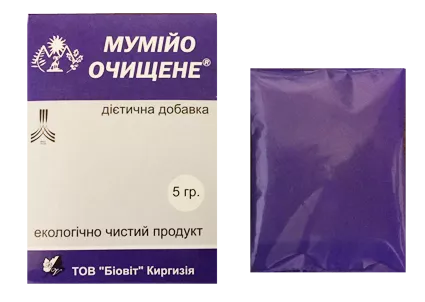 МУМІЙО
ОЧИЩЕНЕ®
дієтична добавка
5 гр.
екологічно чистий продукт
ТОВ "Біовіт" Киргизія